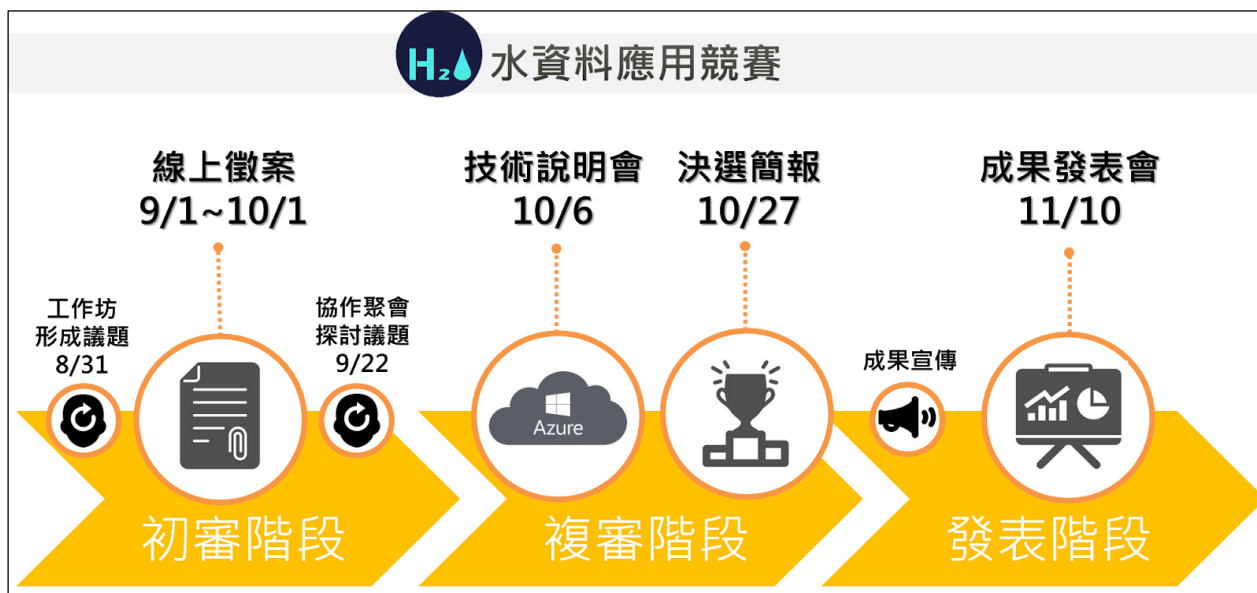 H₂ 水資料應用競賽
線上徵案
9/1~10/1
技術說明會
10/6
決選簡報
10/27
成果發表會
11/10
工作坊
形成議題
8/31
協作聚會
探討議題
9/22
成果宣傳
Azure
初審階段
複審階段
發表階段